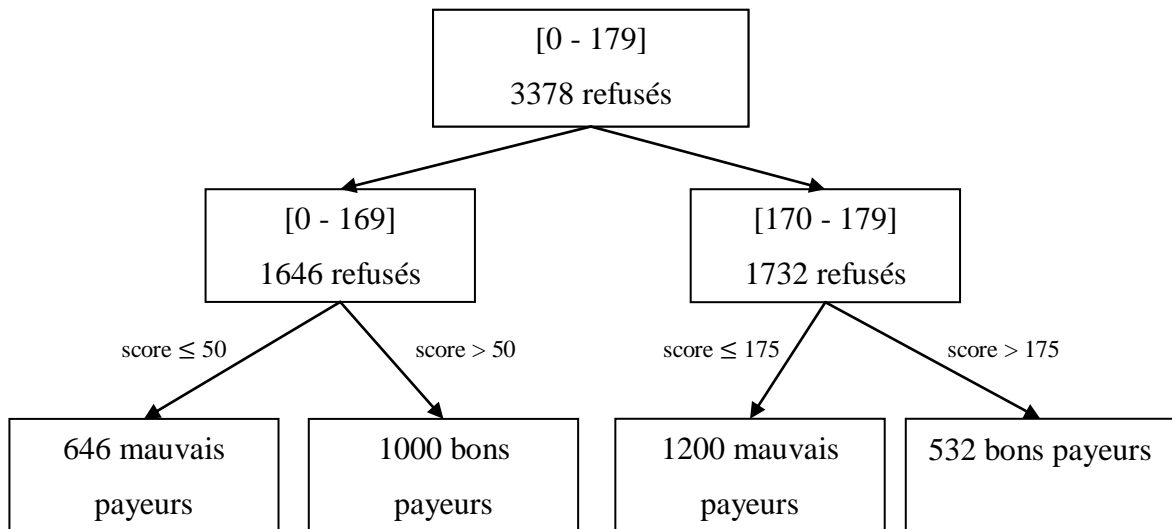 [0 - 179]
3378 refusés
[0 - 169]
1646 refusés
[170 - 179]
1732 refusés
score ≤ 50
score > 50
score ≤ 175
score > 175
646 mauvais
payeurs
1000 bons
payeurs
1200 mauvais
payeurs
532 bons payeurs